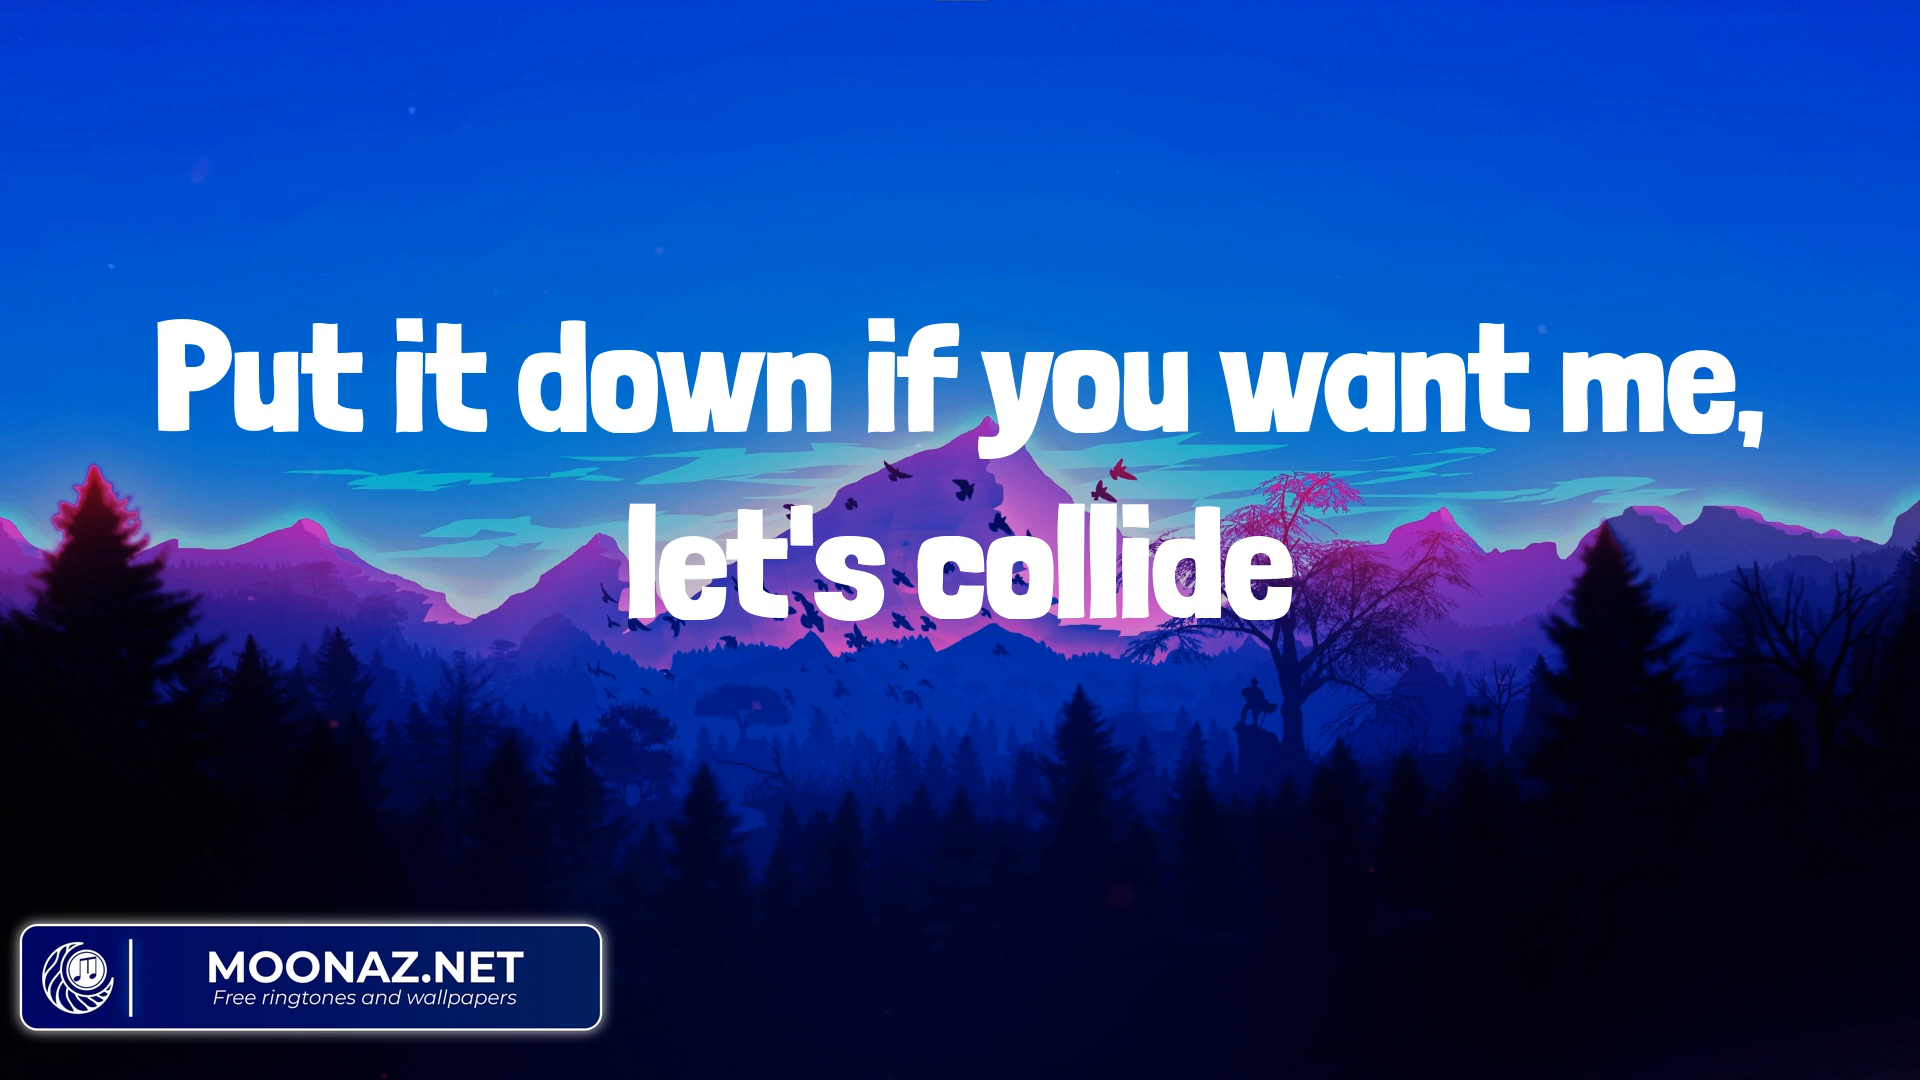 Put it down if you want me,
let's collide
MOONAZ.NET
Free ringtones and wallpapers